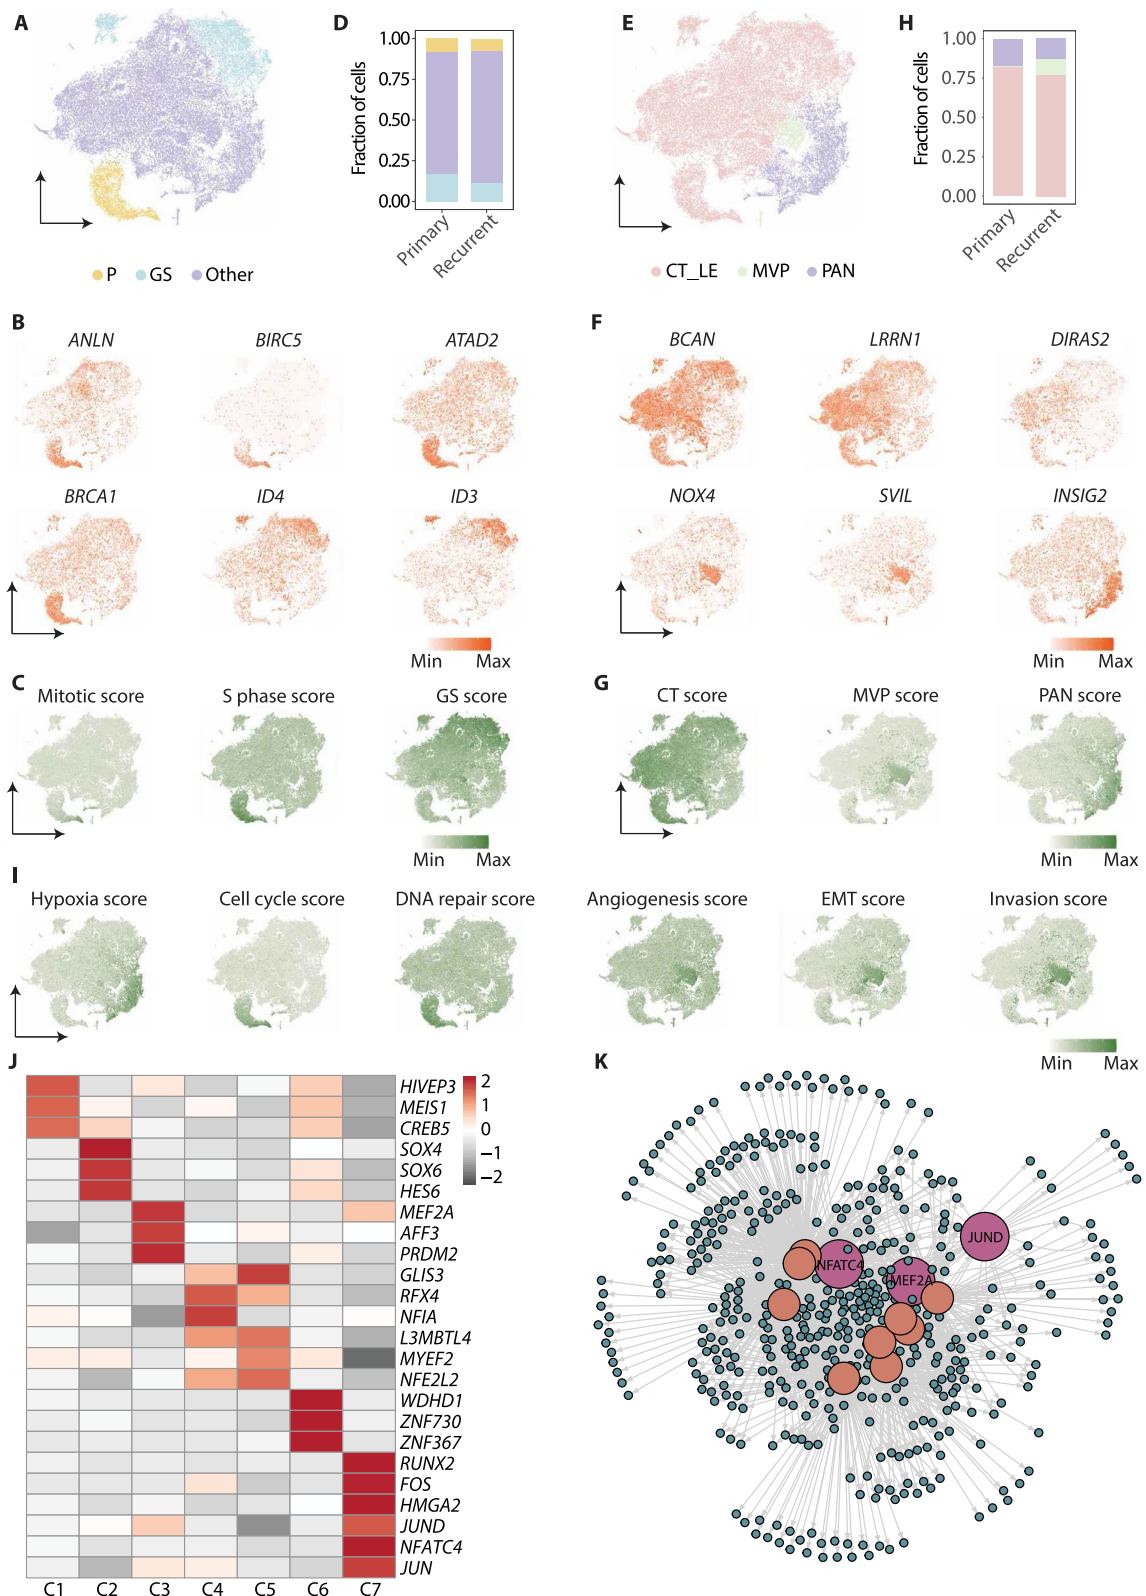 A
P GS Other
D
Fraction of cells
1.00
0.75
0.50
0.25
0.00
Primary
Recurrent
E
CT_LE MVP PAN
H
Fraction of cells
1.00
0.75
0.50
0.25
0.00
Primary
Recurrent
B
ANLN BIRC5 ATAD2
BRCA1 ID4 ID3
Min Max
F
BCAN LRRN1 DIRAS2
NOX4 SVIL INSIG2
Min Max
C
Mitotic score S phase score GS score
Min Max
G
CT score MVP score PAN score
Min Max
I
Hypoxia score Cell cycle score DNA repair score Angiogenesis score EMT score Invasion score
Min Max
J
HIVEP3
MEIS1
CREB5
SOX4
SOX6
HES6
MEF2A
AFF3
PRDM2
GLIS3
RFX4
NFIA
L3MBTL4
MYEF2
NFE2L2
WDHD1
ZNF730
ZNF367
RUNX2
FOS
HMGA2
JUND
NFATC4
JUN
2
1
0
−1
−2
C1 C2 C3 C4 C5 C6 C7
K
JUND
NFATC4
MEF2A